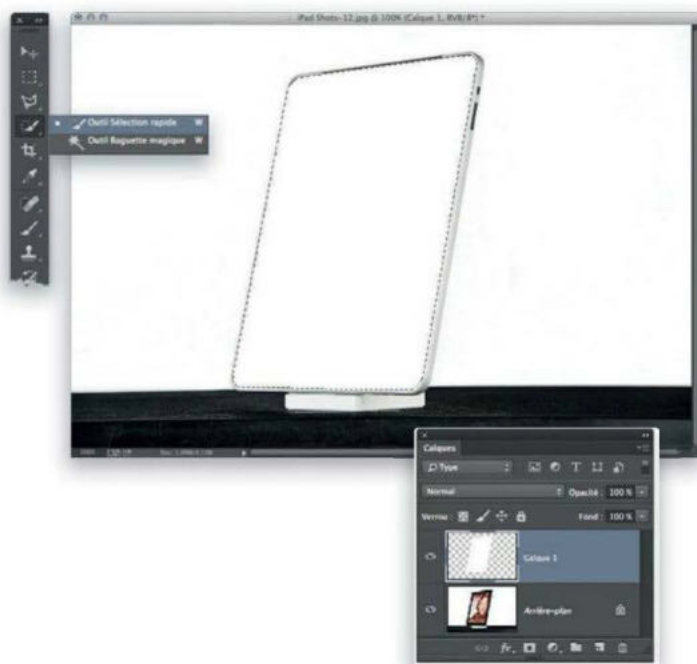 iPad Shots-12.jpg @ 100% (Calque 1, RVB/8*) *
Outil Sélection rapide W
Outil Baguette magique W
Calques
Type
Normal
Opacité : 100 %
Verrou :
Fond : 100 %
Calque 1
Arrière-plan
fx